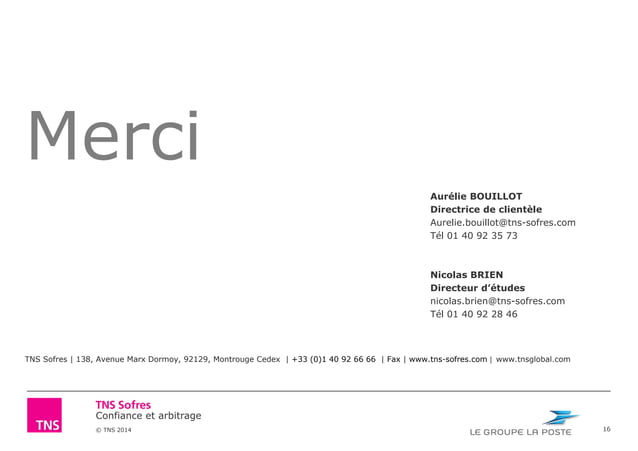 Merci
Aurélie BOUILLOT
Directrice de clientèle
Aurelie.bouillot@tns-sofres.com
Tél 01 40 92 35 73
Nicolas BRIEN
Directeur d’études
nicolas.brien@tns-sofres.com
Tél 01 40 92 28 46
TNS Sofres | 138, Avenue Marx Dormoy, 92129, Montrouge Cedex | +33 (0)1 40 92 66 66 | Fax | www.tns-sofres.com | www.tnsglobal.com
TNS
TNS Sofres
Confiance et arbitrage
© TNS 2014
LE GROUPE LA POSTE
16